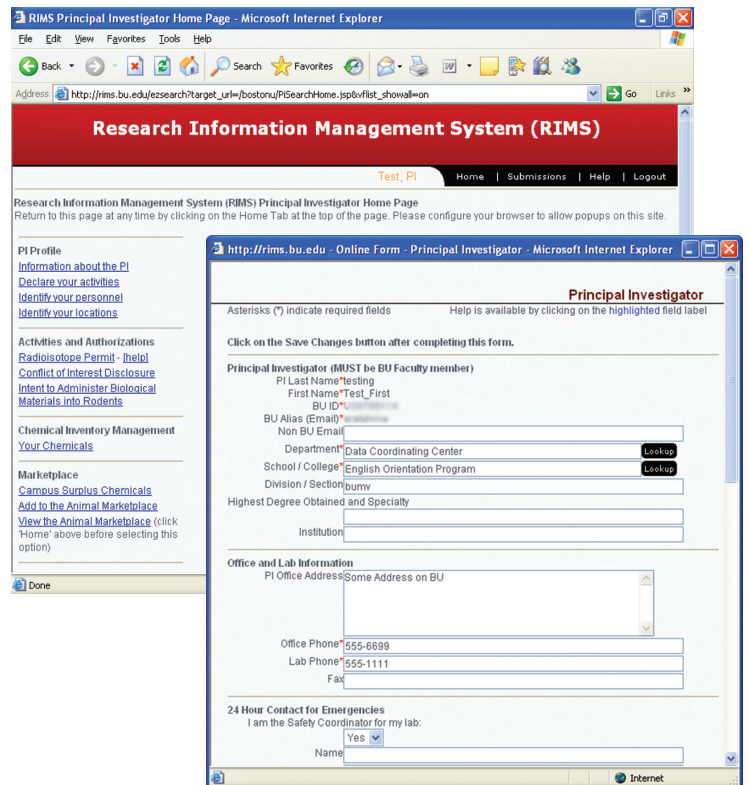 RIMS Principal Investigator Home Page - Microsoft Internet Explorer
File Edit View Favorites Tools Help
Back Search Favorites
Address http://rims.bu.edu/ezsearch?target_url=/bostonu/PiSearchHome.jsp&vflist_showall=on Go Links »
Research Information Management System (RIMS)
Test, PI Home | Submissions | Help | Logout
Research Information Management System (RIMS) Principal Investigator Home Page
Return to this page at any time by clicking on the Home Tab at the top of the page. Please configure your browser to allow popups on this site.
PI Profile
Information about the PI
Declare your activities
Identify your personnel
Identify your locations
Activities and Authorizations
Radioisotope Permit - [help]
Conflict of Interest Disclosure
Intent to Administer Biological
Materials into Rodents
Chemical Inventory Management
Your Chemicals
Marketplace
Campus Surplus Chemicals
Add to the Animal Marketplace
View the Animal Marketplace (click
'Home' above before selecting this
option)
Done
http://rims.bu.edu - Online Form - Principal Investigator - Microsoft Internet Explorer
Principal Investigator
Asterisks (*) indicate required fields Help is available by clicking on the highlighted field label
Click on the Save Changes button after completing this form.
Principal Investigator (MUST be BU Faculty member)
PI Last Name*testing
First Name*Test_First
BU ID*
BU Alias (Email)*
Non BU Email
Department* Data Coordinating Center Lookup
School / College* English Orientation Program Lookup
Division / Section bumv
Highest Degree Obtained and Specialty
Institution
Office and Lab Information
PI Office Address Some Address on BU
Office Phone* 555-6699
Lab Phone* 555-1111
Fax
24 Hour Contact for Emergencies
I am the Safety Coordinator for my lab:
Yes
Name
Internet